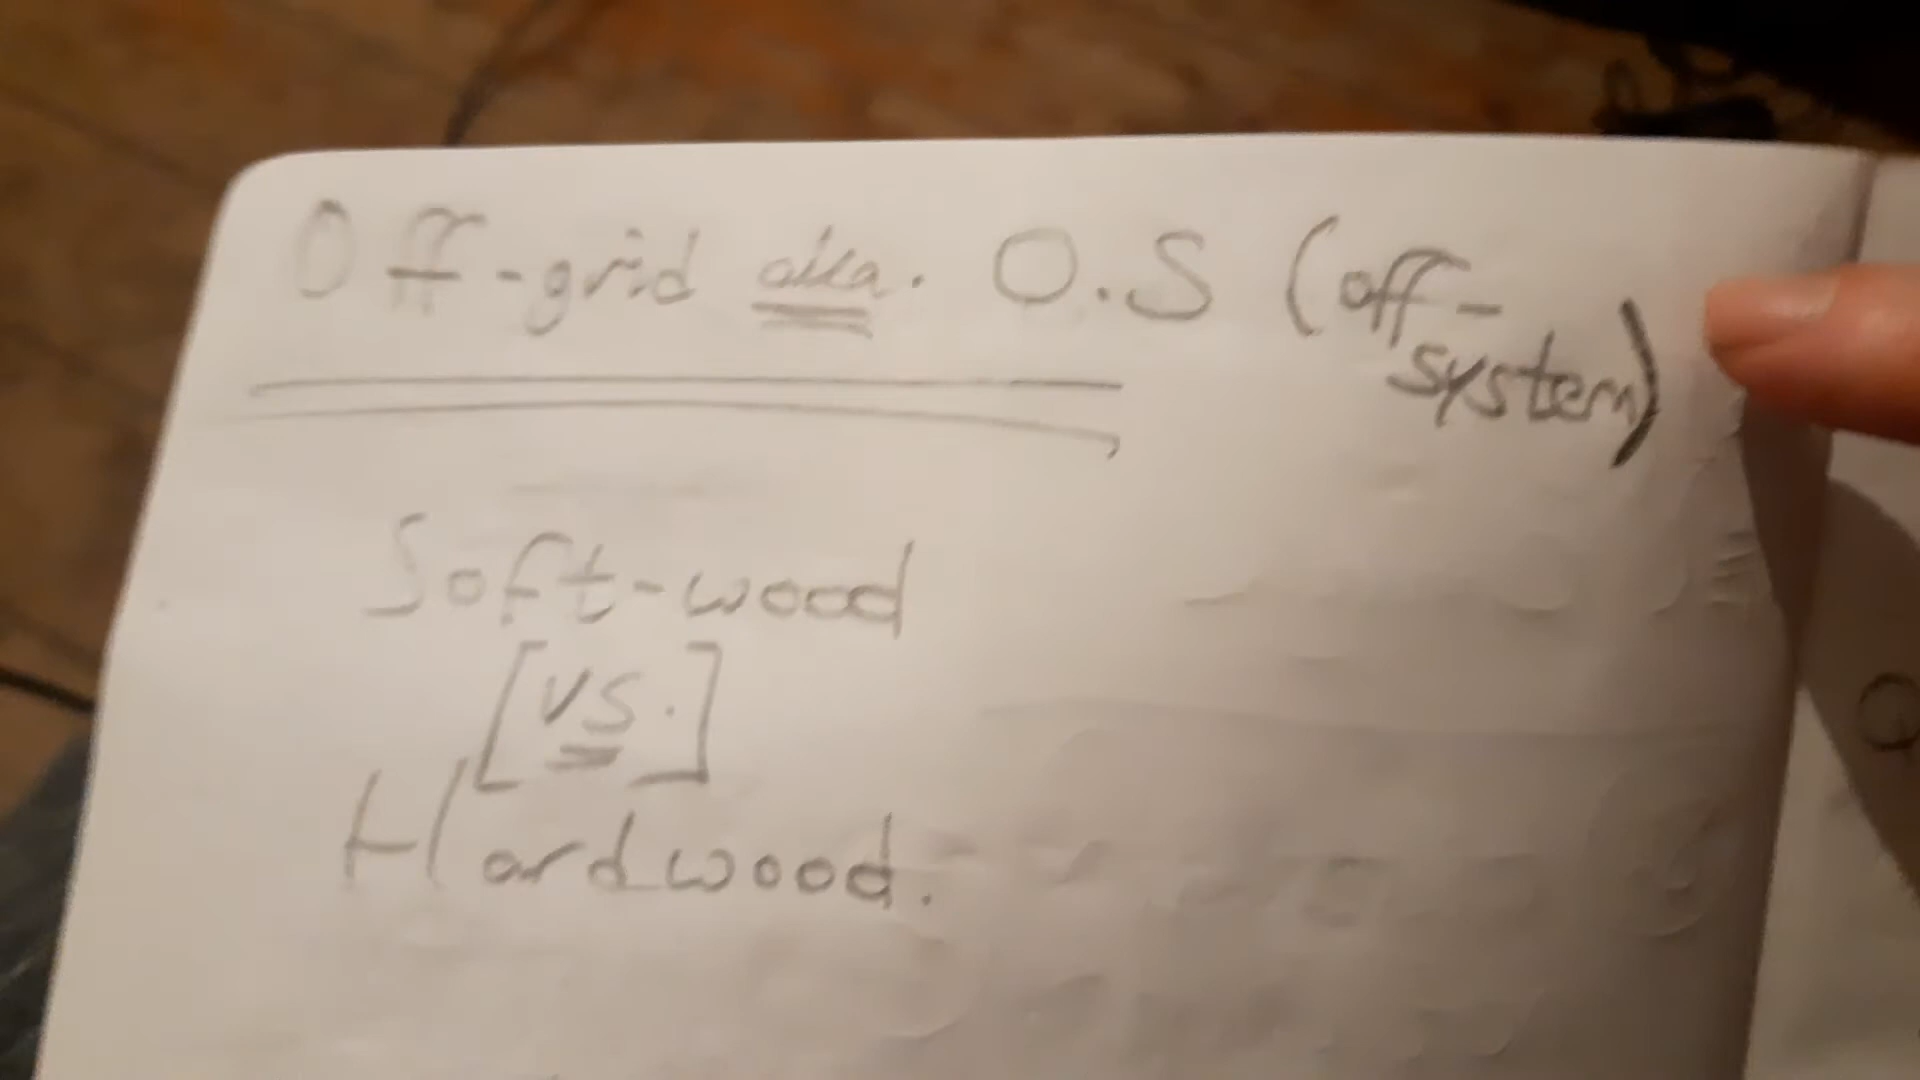 Off-grid aka. O.S (off-
system)
Soft-wood
[vs.]
Hardwood.